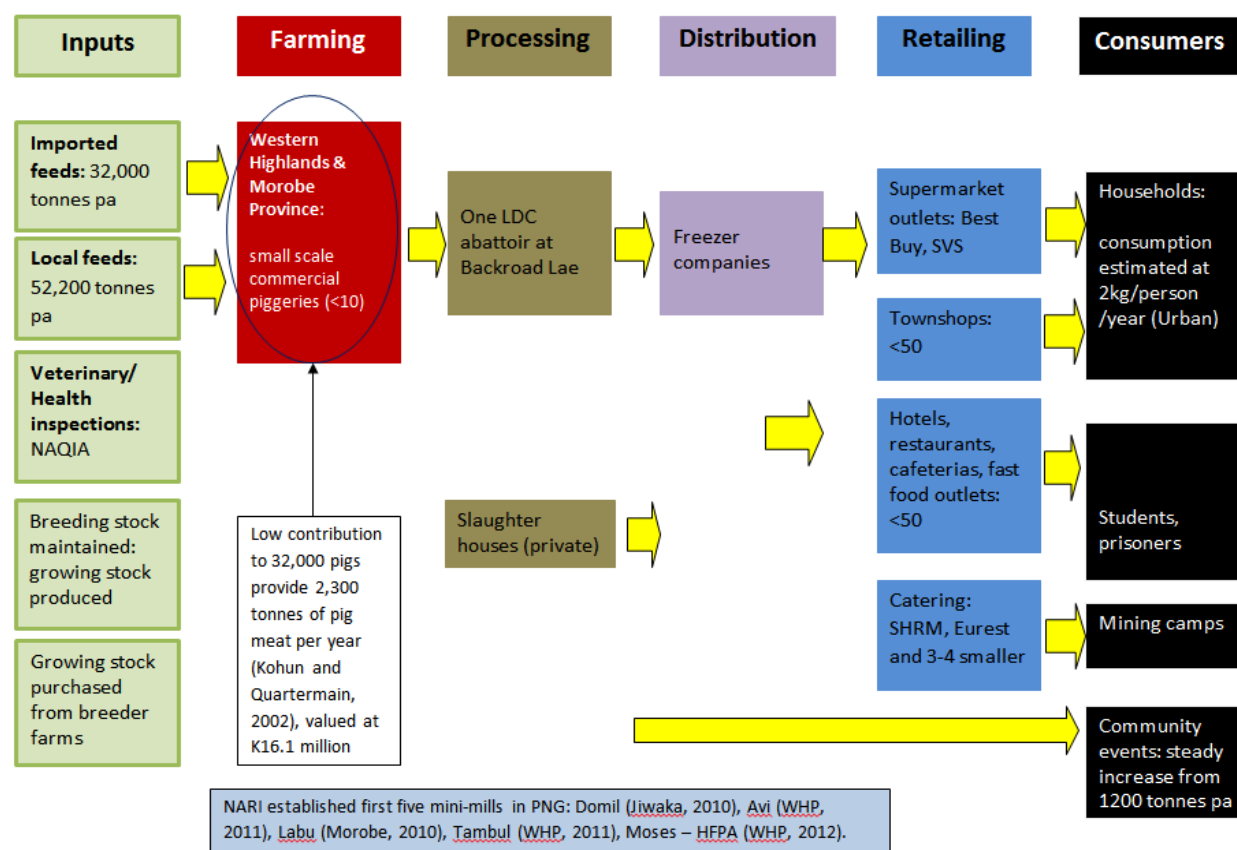 Inputs
Farming
Processing
Distribution
Retailing
Consumers
Imported
feeds: 32,000
tonnes pa
Local feeds:
52,200 tonnes
pa
Veterinary/
Health
inspections:
NAQIA
Breeding stock
maintained:
growing stock
produced
Growing stock
purchased
from breeder
farms
Western
Highlands &
Morobe
Province:
small scale
commercial
piggeries (<10)
Low contribution
to 32,000 pigs
provide 2,300
tonnes of pig
meat per year
(Kohun and
Quartermain,
2002), valued at
K16.1 million
One LDC
abattoir at
Backroad Lae
Slaughter
houses (private)
Freezer
companies
Supermarket
outlets: Best
Buy, SVS
Townshops:
<50
Hotels,
restaurants,
cafeterias, fast
food outlets:
<50
Catering:
SHRM, Eurest
and 3-4 smaller
Households:
consumption
estimated at
2kg/person
/year (Urban)
Students,
prisoners
Mining camps
Community
events: steady
increase from
1200 tonnes pa
NARI established first five mini-mills in PNG: Domil (Jiwaka, 2010), Avi (WHP,
2011), Labu (Morobe, 2010), Tambul (WHP, 2011), Moses – HFPA (WHP, 2012).